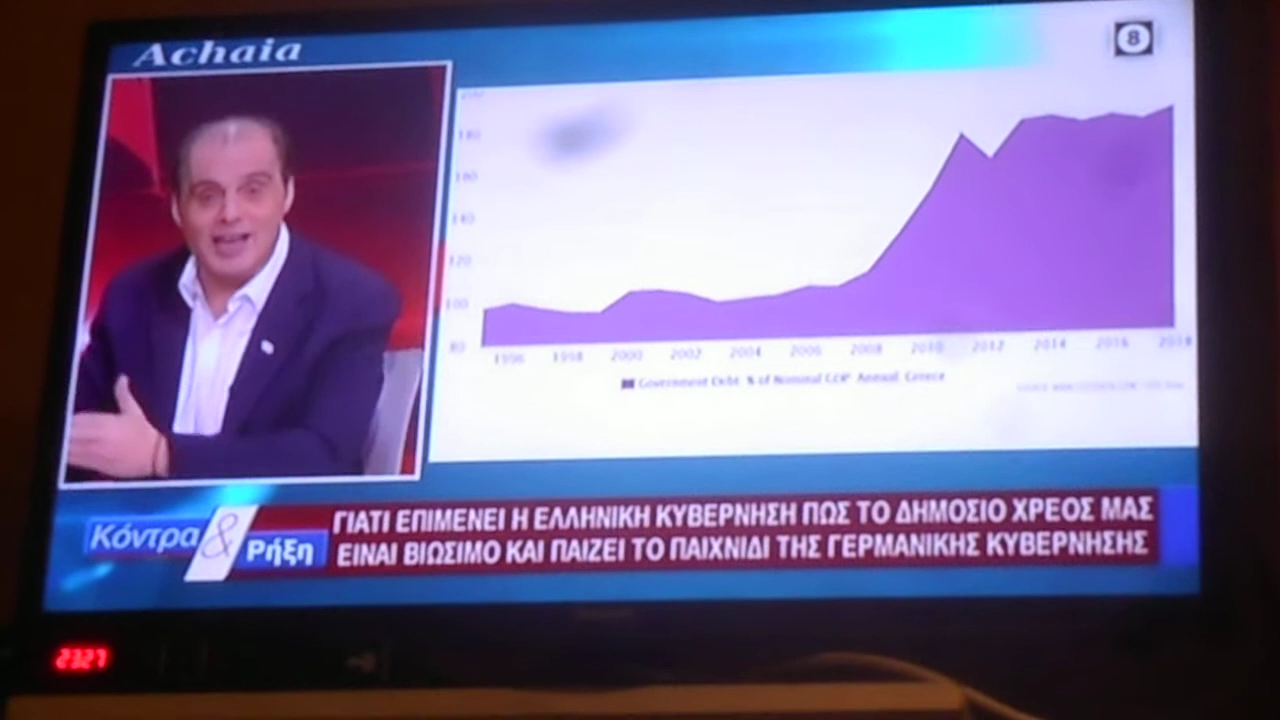 Achaia
8
180
160
140
120
100
80
1996 1998 2000 2002 2004 2006 2008 2010 2012 2014 2016 2018
Government Debt: % of Nominal GDP: Annual: Greece
Κόντρα & Ρήξη
ΓΙΑΤΙ ΕΠΙΜΕΝΕΙ Η ΕΛΛΗΝΙΚΗ ΚΥΒΕΡΝΗΣΗ ΠΩΣ ΤΟ ΔΗΜΟΣΙΟ ΧΡΕΟΣ ΜΑΣ
ΕΙΝΑΙ ΒΙΩΣΙΜΟ ΚΑΙ ΠΑΙΖΕΙ ΤΟ ΠΑΙΧΝΙΔΙ ΤΗΣ ΓΕΡΜΑΝΙΚΗΣ ΚΥΒΕΡΝΗΣΗΣ
23:27